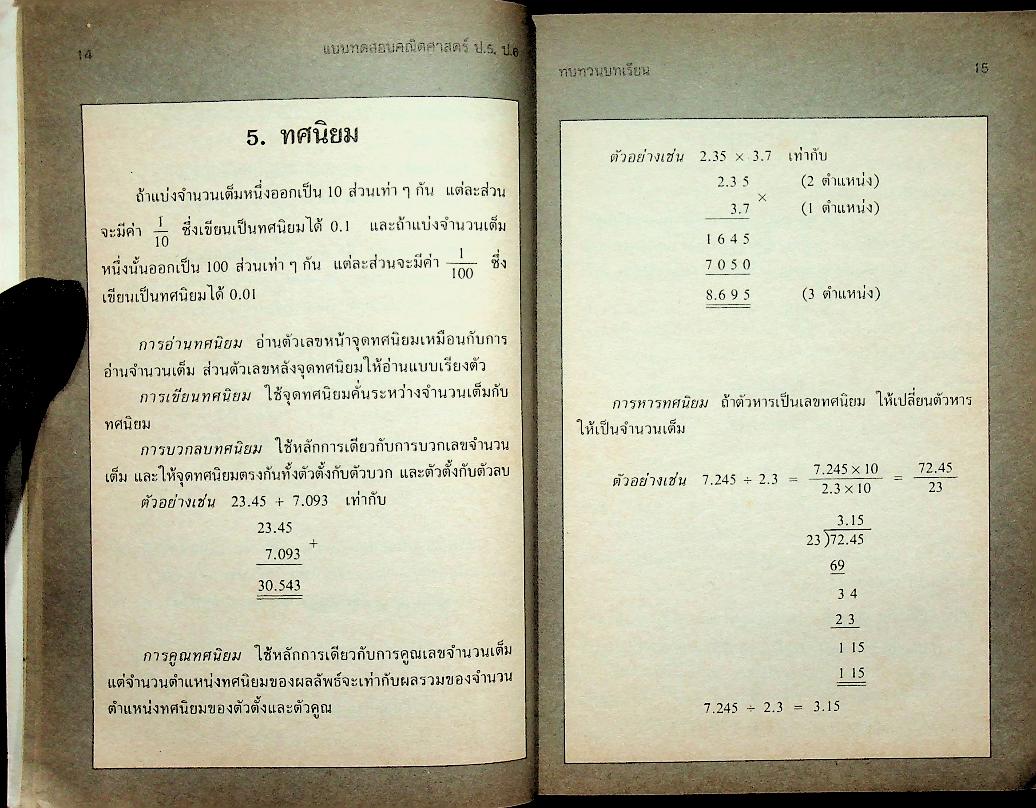 14
แบบทดสอบคณิตศาสตร์ ป.5, ป.6
5. ทศนิยม
ถ้าแบ่งจำนวนเต็มหนึ่งออกเป็น 10 ส่วนเท่า ๆ กัน แต่ละส่วน
จะมีค่า 1/10 ซึ่งเขียนเป็นทศนิยมได้ 0.1 และถ้าแบ่งจำนวนเต็ม
หนึ่งนั้นออกเป็น 100 ส่วนเท่า ๆ กัน แต่ละส่วนจะมีค่า 1/100 ซึ่ง
เขียนเป็นทศนิยมได้ 0.01
การอ่านทศนิยม อ่านตัวเลขหน้าจุดทศนิยมเหมือนกับการ
อ่านจำนวนเต็ม ส่วนตัวเลขหลังจุดทศนิยมให้อ่านแบบเรียงตัว
การเขียนทศนิยม ใช้จุดทศนิยมคั่นระหว่างจำนวนเต็มกับ
ทศนิยม
การบวกลบทศนิยม ใช้หลักการเดียวกับการบวกเลขจำนวน
เต็ม และให้จุดทศนิยมตรงกันทั้งตัวตั้งกับตัวบวก และตัวตั้งกับตัวลบ
ตัวอย่างเช่น 23.45 + 7.093 เท่ากับ
23.45
+
7.093
30.543
การคูณทศนิยม ใช้หลักการเดียวกับการคูณเลขจำนวนเต็ม
แต่จำนวนตำแหน่งทศนิยมของผลลัพธ์จะเท่ากับผลรวมของจำนวน
ตำแหน่งทศนิยมของตัวตั้งและตัวคูณ
ทบทวนบทเรียน
15
ตัวอย่างเช่น 2.35 × 3.7 เท่ากับ
2.3 5 (2 ตำแหน่ง)
×
3.7 (1 ตำแหน่ง)
1 6 4 5
7 0 5 0
8.6 9 5 (3 ตำแหน่ง)
การหารทศนิยม ถ้าตัวหารเป็นเลขทศนิยม ให้เปลี่ยนตัวหาร
ให้เป็นจำนวนเต็ม
ตัวอย่างเช่น 7.245 ÷ 2.3 = 7.245 × 10 / 2.3 × 10 = 72.45 / 23
3.15
23 )72.45
69
3 4
2 3
1 15
1 15
7.245 ÷ 2.3 = 3.15